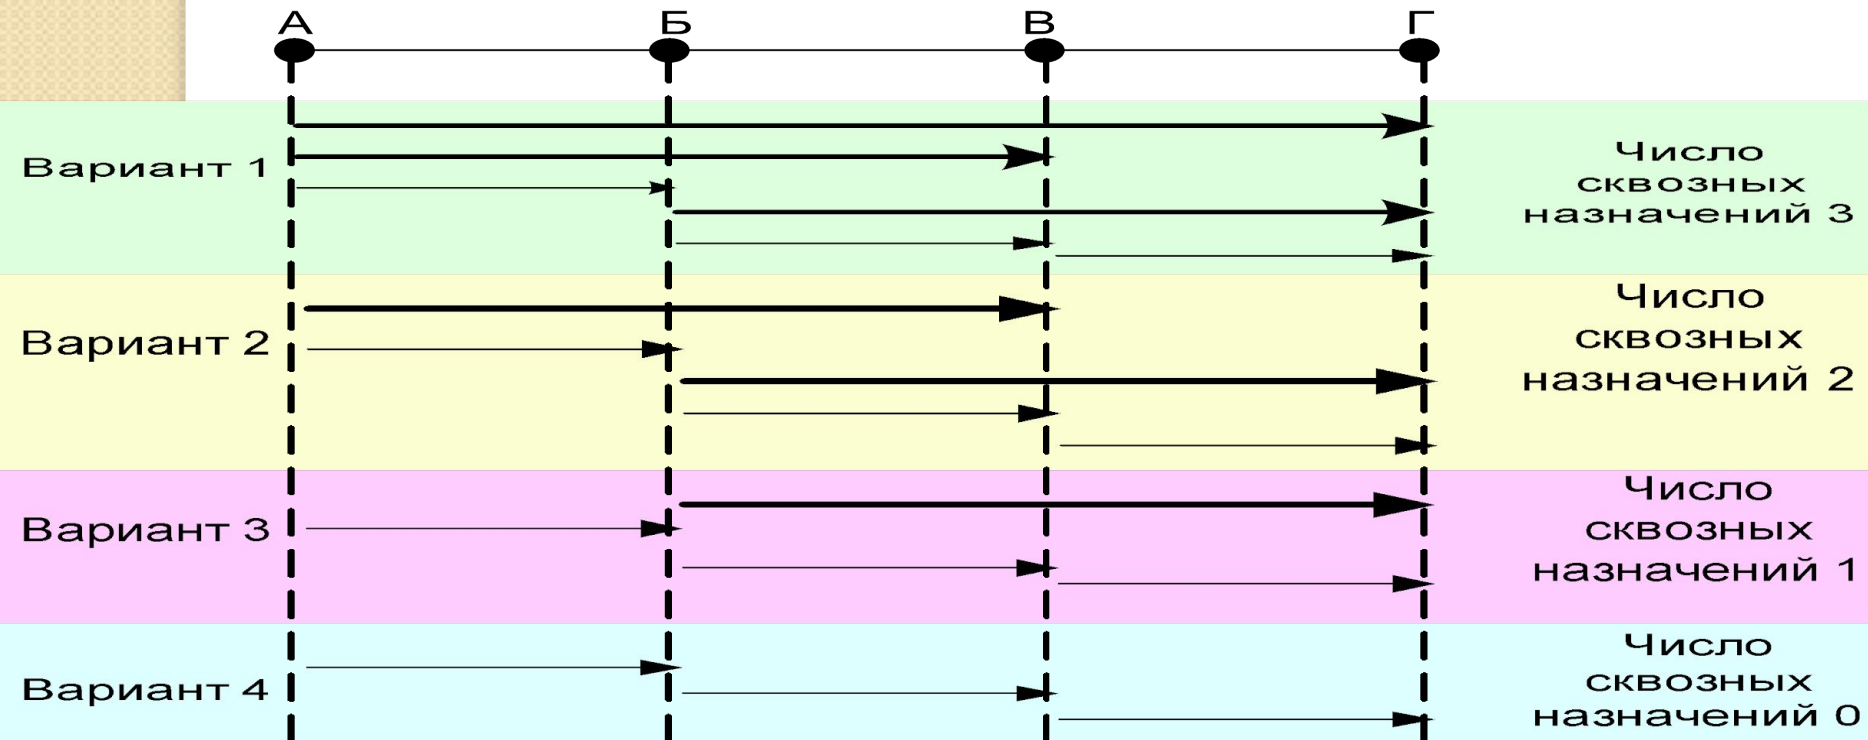 А Б В Г
Вариант 1
Число
сквозных
назначений 3
Вариант 2
Число
сквозных
назначений 2
Вариант 3
Число
сквозных
назначений 1
Вариант 4
Число
сквозных
назначений 0